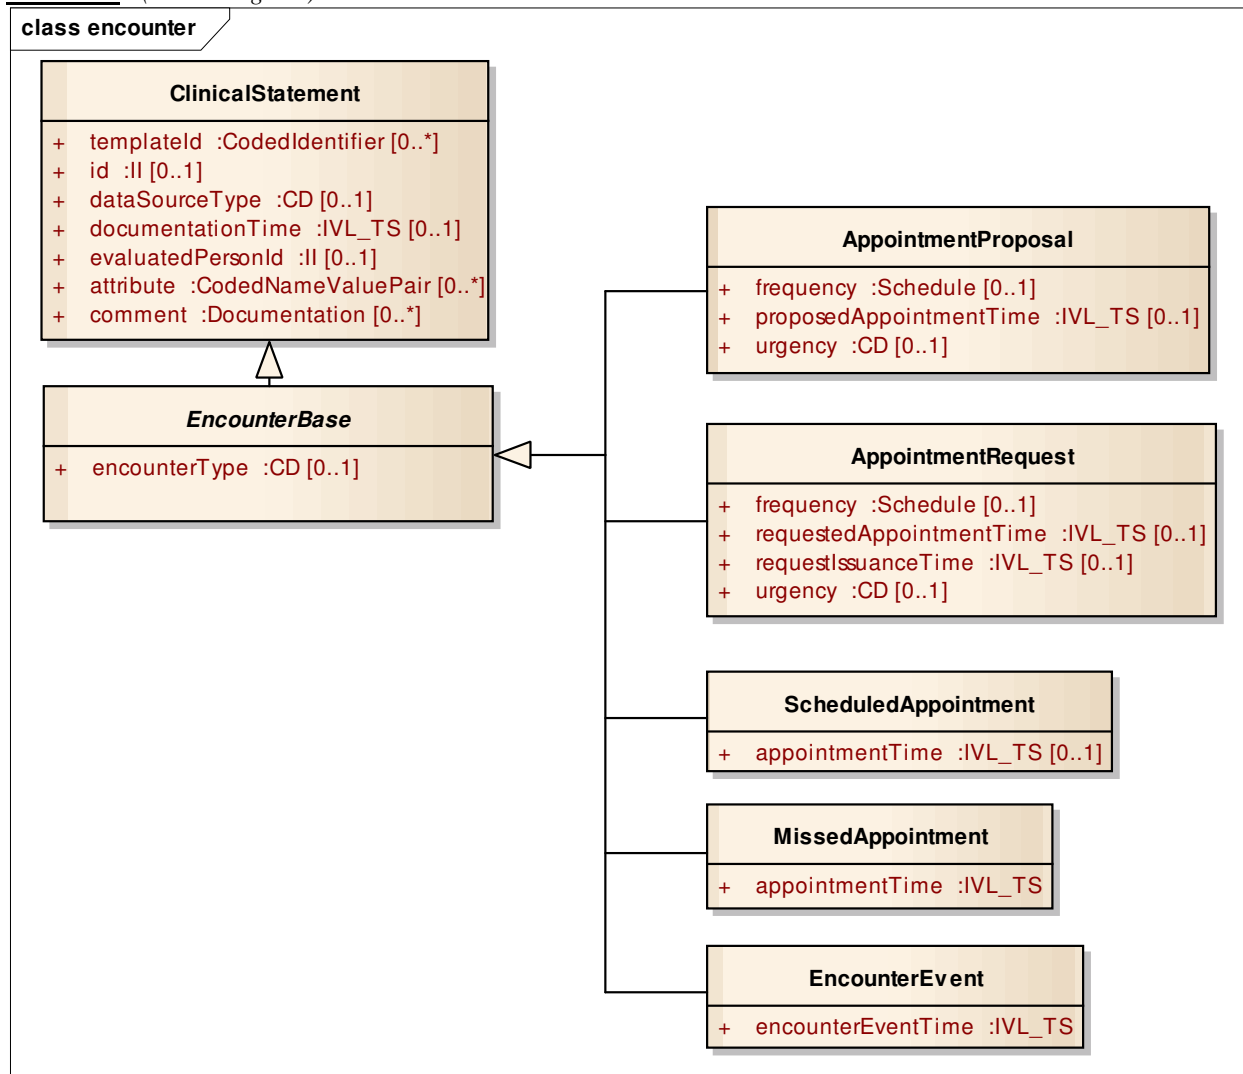 class encounter
ClinicalStatement
+ templateId :CodedIdentifier [0..*]
+ id :II [0..1]
+ dataSourceType :CD [0..1]
+ documentationTime :IVL_TS [0..1]
+ evaluatedPersonId :II [0..1]
+ attribute :CodedNameValuePair [0..*]
+ comment :Documentation [0..*]
EncounterBase
+ encounterType :CD [0..1]
AppointmentProposal
+ frequency :Schedule [0..1]
+ proposedAppointmentTime :IVL_TS [0..1]
+ urgency :CD [0..1]
AppointmentRequest
+ frequency :Schedule [0..1]
+ requestedAppointmentTime :IVL_TS [0..1]
+ requestIssuanceTime :IVL_TS [0..1]
+ urgency :CD [0..1]
ScheduledAppointment
+ appointmentTime :IVL_TS [0..1]
MissedAppointment
+ appointmentTime :IVL_TS
EncounterEvent
+ encounterEventTime :IVL_TS